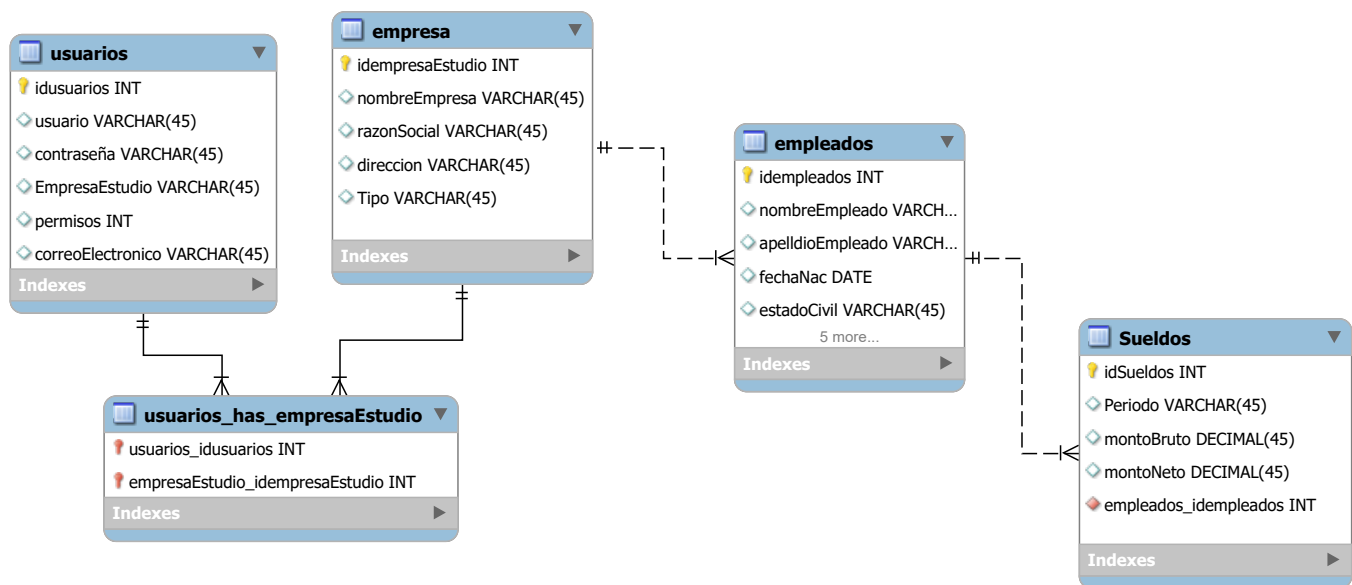 usuarios
idusuarios INT
usuario VARCHAR(45)
contraseña VARCHAR(45)
EmpresaEstudio VARCHAR(45)
permisos INT
correoElectronico VARCHAR(45)
Indexes
empresa
idempresaEstudio INT
nombreEmpresa VARCHAR(45)
razonSocial VARCHAR(45)
direccion VARCHAR(45)
Tipo VARCHAR(45)
Indexes
usuarios_has_empresaEstudio
usuarios_idusuarios INT
empresaEstudio_idempresaEstudio INT
Indexes
empleados
idempleados INT
nombreEmpleado VARCH...
apelldioEmpleado VARCH...
fechaNac DATE
estadoCivil VARCHAR(45)
5 more...
Indexes
Sueldos
idSueldos INT
Periodo VARCHAR(45)
montoBruto DECIMAL(45)
montoNeto DECIMAL(45)
empleados_idempleados INT
Indexes